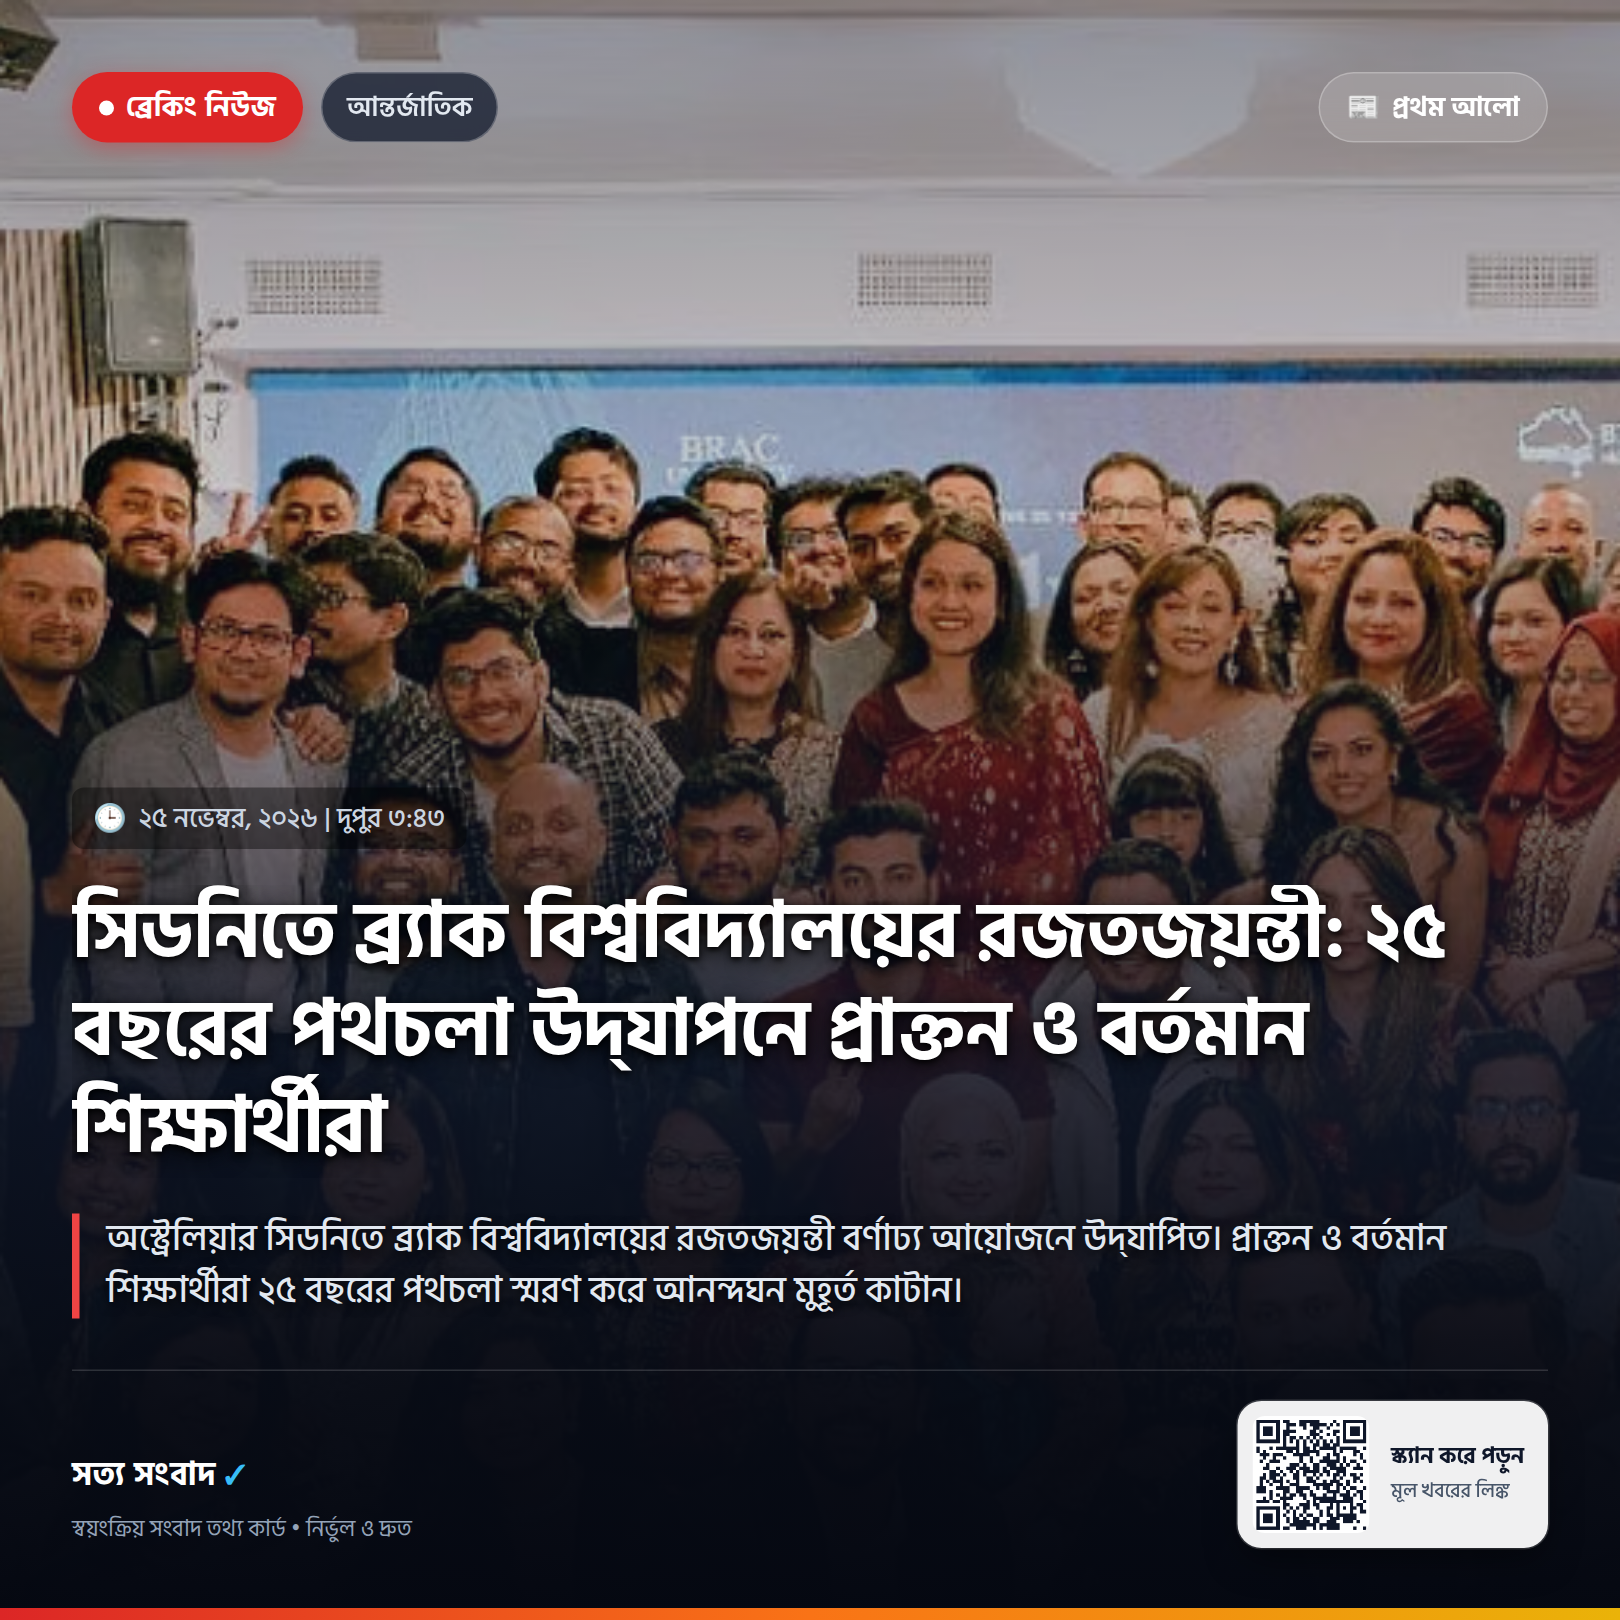 ব্রেকিং নিউজ
আন্তর্জাতিক
প্রথম আলো
BRAC
২৫ নভেম্বর, ২০২৬ | দুপুর ৩:৪৩
সিডনিতে ব্র্যাক বিশ্ববিদ্যালয়ের রজতজয়ন্তী: ২৫
বছরের পথচলা উদ্‌যাপনে প্রাক্তন ও বর্তমান
শিক্ষার্থীরা
অস্ট্রেলিয়ার সিডনিতে ব্র্যাক বিশ্ববিদ্যালয়ের রজতজয়ন্তী বর্ণাঢ্য আয়োজনে উদ্‌যাপিত। প্রাক্তন ও বর্তমান
শিক্ষার্থীরা ২৫ বছরের পথচলা স্মরণ করে আনন্দঘন মুহূর্ত কাটান।
সত্য সংবাদ ✓
স্বয়ংক্রিয় সংবাদ তথ্য কার্ড • নির্ভুল ও দ্রুত
স্ক্যান করে পড়ুন
মূল খবরের লিঙ্ক